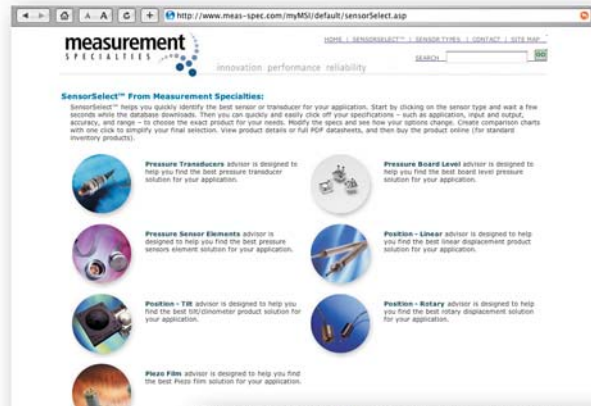 A A
http://www.meas-spec.com/myMSI/default/sensorSelect.asp
measurement
SPECIALTIES™
HOME | SENSORSELECT™ | SENSOR TYPES | CONTACT | SITE MAP
SEARCH GO
innovation performance reliability
SensorSelect™ From Measurement Specialties:
SensorSelect™ helps you quickly identify the best sensor or transducer for your application. Start by clicking on the sensor type and wait a few
seconds while the database downloads. Then you can quickly and easily click off your specifications – such as application, input and output,
accuracy, and range – to choose the exact product for your needs. Modify the specs and see how your options change. Create comparison charts
with one click to simplify your final selection. View product details or full PDF datasheets, and then buy the product online (for standard
inventory products).
Pressure Transducers advisor is designed to
help you find the best pressure transducer
solution for your application.
Pressure Board Level advisor is designed to
help you find the best board level pressure
solution for your application.
Pressure Sensor Elements advisor is
designed to help you find the best pressure
sensors element solution for your application.
Position - Linear advisor is designed to help
you find the best linear displacement product
solution for your application.
Position - Tilt advisor is designed to help you
find the best tilt/clinometer product solution for
your application.
Position - Rotary advisor is designed to help
you find the best rotary displacement solution
for your application.
Piezo Film advisor is designed to help you find
the best Piezo film solution for your application.